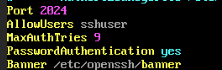 Port 2024
AllowUsers sshuser
MaxAuthTries 9
PasswordAuthentication yes
Banner /etc/openssh/banner